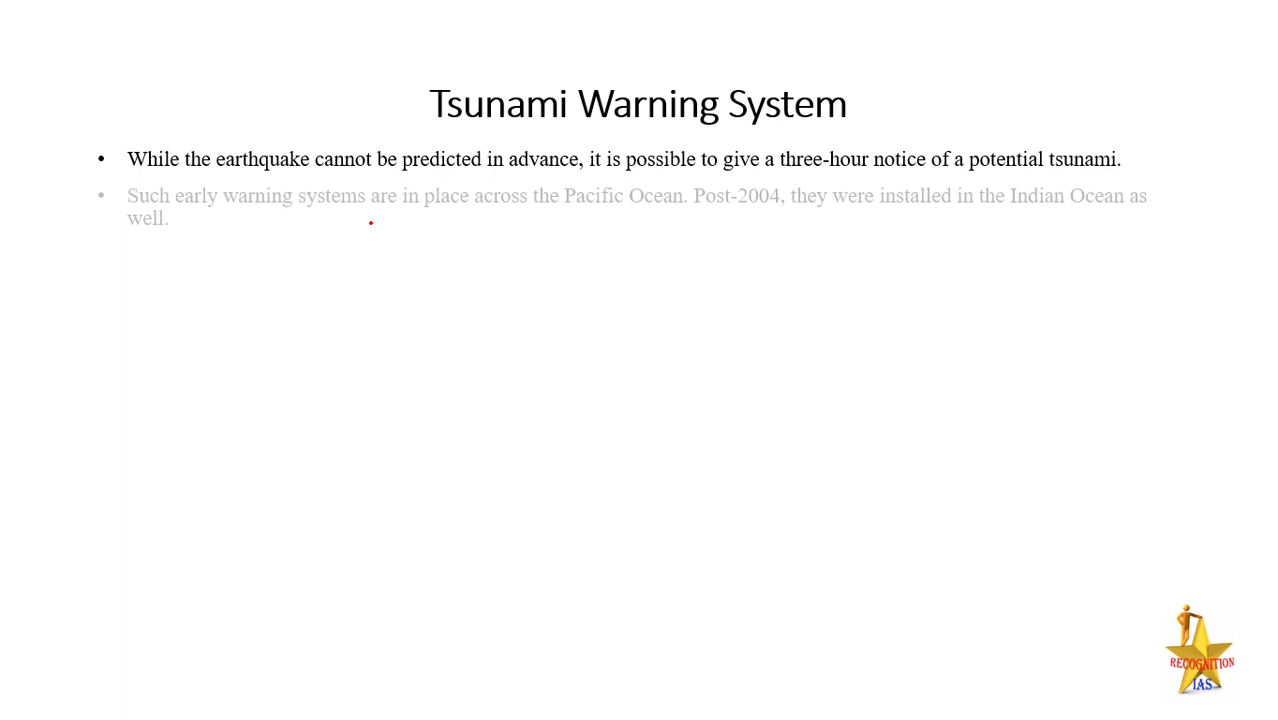 Tsunami Warning System
• While the earthquake cannot be predicted in advance, it is possible to give a three-hour notice of a potential tsunami.
• Such early warning systems are in place across the Pacific Ocean. Post-2004, they were installed in the Indian Ocean as
well.
RECOGNITION
IAS